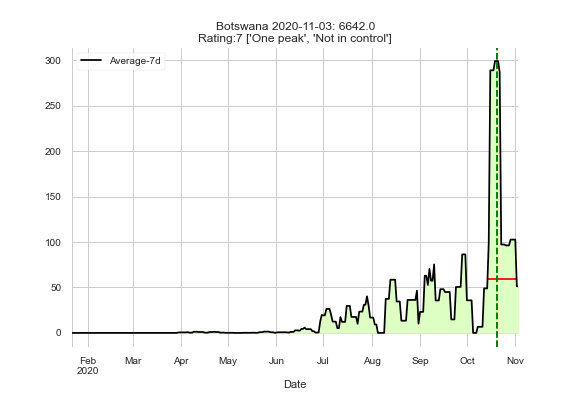 Botswana 2020-11-03: 6642.0
Rating:7 ['One peak', 'Not in control']
Average-7d
300
250
200
150
100
50
0
Feb Mar Apr May Jun Jul Aug Sep Oct Nov
2020
Date